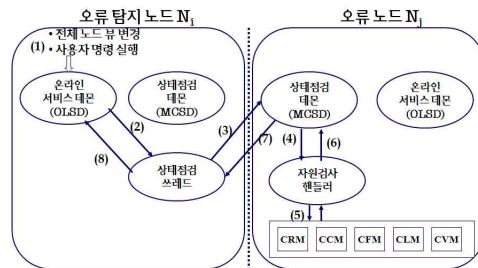 오류 탐지 노드 Ni
오류 노드 Nj
(1)
• 전체 노드 뷰 변경
• 사용자 명령 실행
온라인
서비스 데몬
(OLSD)
상태점검
데몬
(MCSD)
상태점검
데몬
(MCSD)
온라인
서비스 데몬
(OLSD)
(2)
(3)
(7)
(4)
(6)
(8)
상태점검
쓰레드
자원검사
핸들러
(5)
CRM CCM CFM CLM CVM